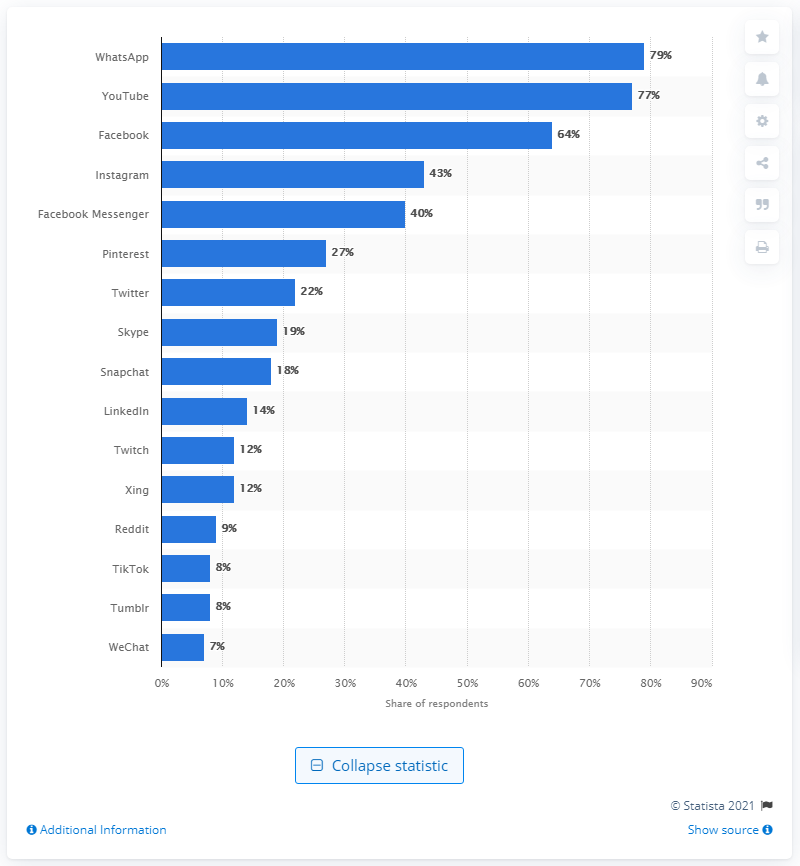 WhatsApp 79%
YouTube 77%
Facebook 64%
Instagram 43%
Facebook Messenger 40%
Pinterest 27%
Twitter 22%
Skype 19%
Snapchat 18%
LinkedIn 14%
Twitch 12%
Xing 12%
Reddit 9%
TikTok 8%
Tumblr 8%
WeChat 7%
0% 10% 20% 30% 40% 50% 60% 70% 80% 90%
Share of respondents
Collapse statistic
© Statista 2021
Additional Information Show source